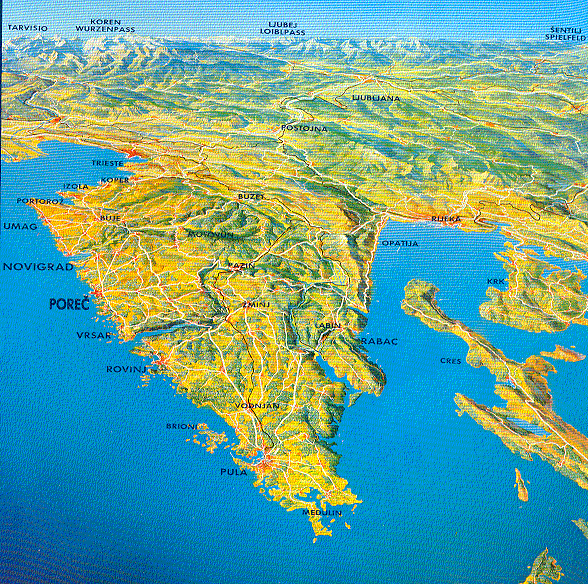 TARVISIO
KOREN
WURZENPASS
LJUBEJ
LOIBLPASS
ŠENTILJ
SPIELFELD
LJUBLJANA
POSTOJNA
TRIESTE
KOPER
IZOLA
PORTOROŽ
BUZET
BUJE
UMAG
RIJEKA
MOTOVUN
OPATIJA
NOVIGRAD
PAZIN
KRK
POREČ
ŽMINJ
VRSAR
LABIN
RABAC
CRES
ROVINJ
VODNJAN
BRIONI
PULA
MEDULIN